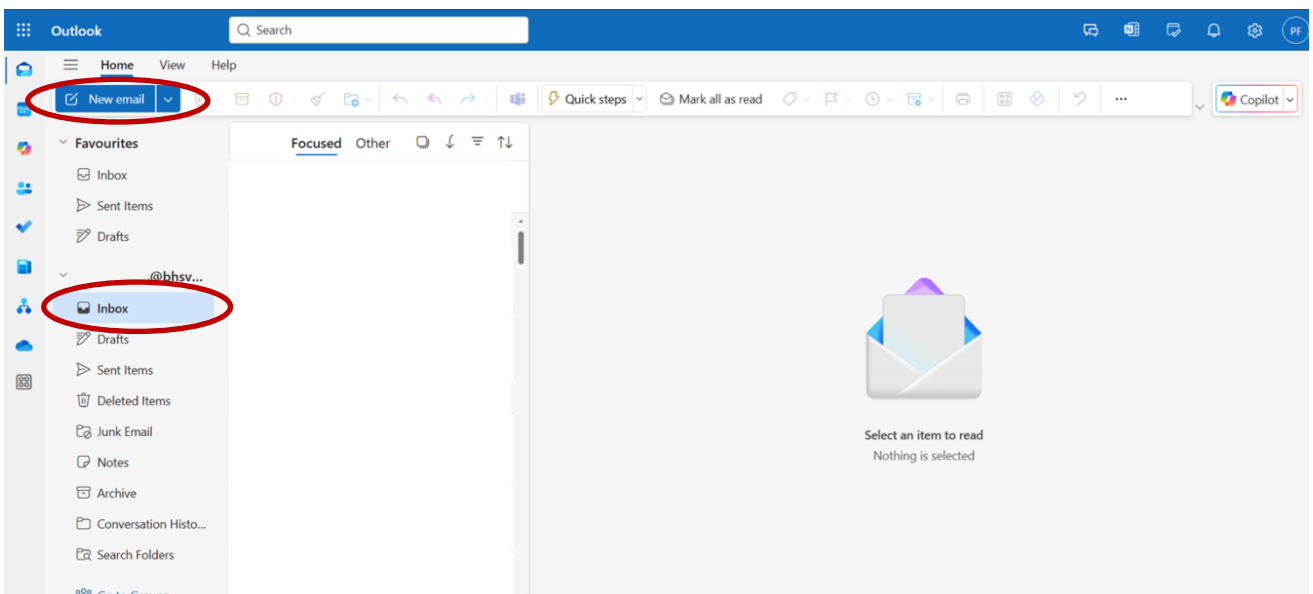 Outlook
Search
PF
Home View Help
New email
Quick steps
Mark all as read
...
Copilot
Favourites
Focused Other
Inbox
Sent Items
Drafts
@bhsv...
Inbox
Drafts
Sent Items
Deleted Items
Junk Email
Notes
Archive
Conversation Histo...
Search Folders
Select an item to read
Nothing is selected